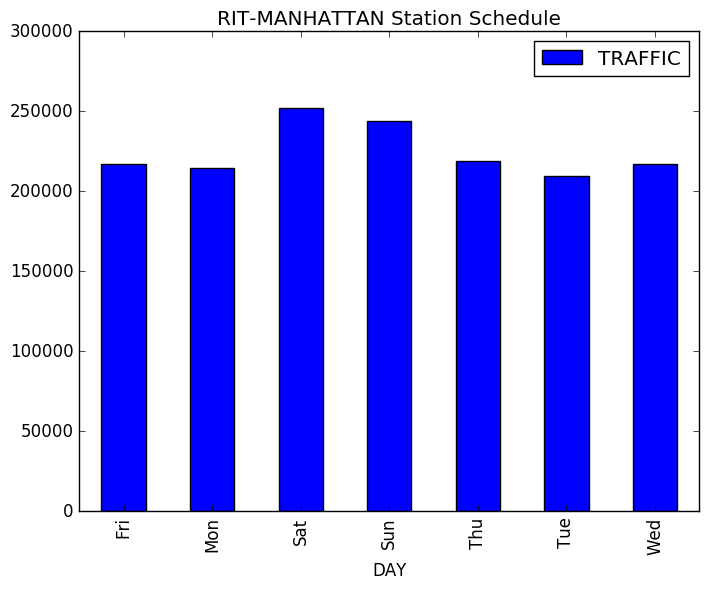 RIT-MANHATTAN Station Schedule
TRAFFIC
300000
250000
200000
150000
100000
50000
0
Fri
Mon
Sat
Sun
Thu
Tue
Wed
DAY